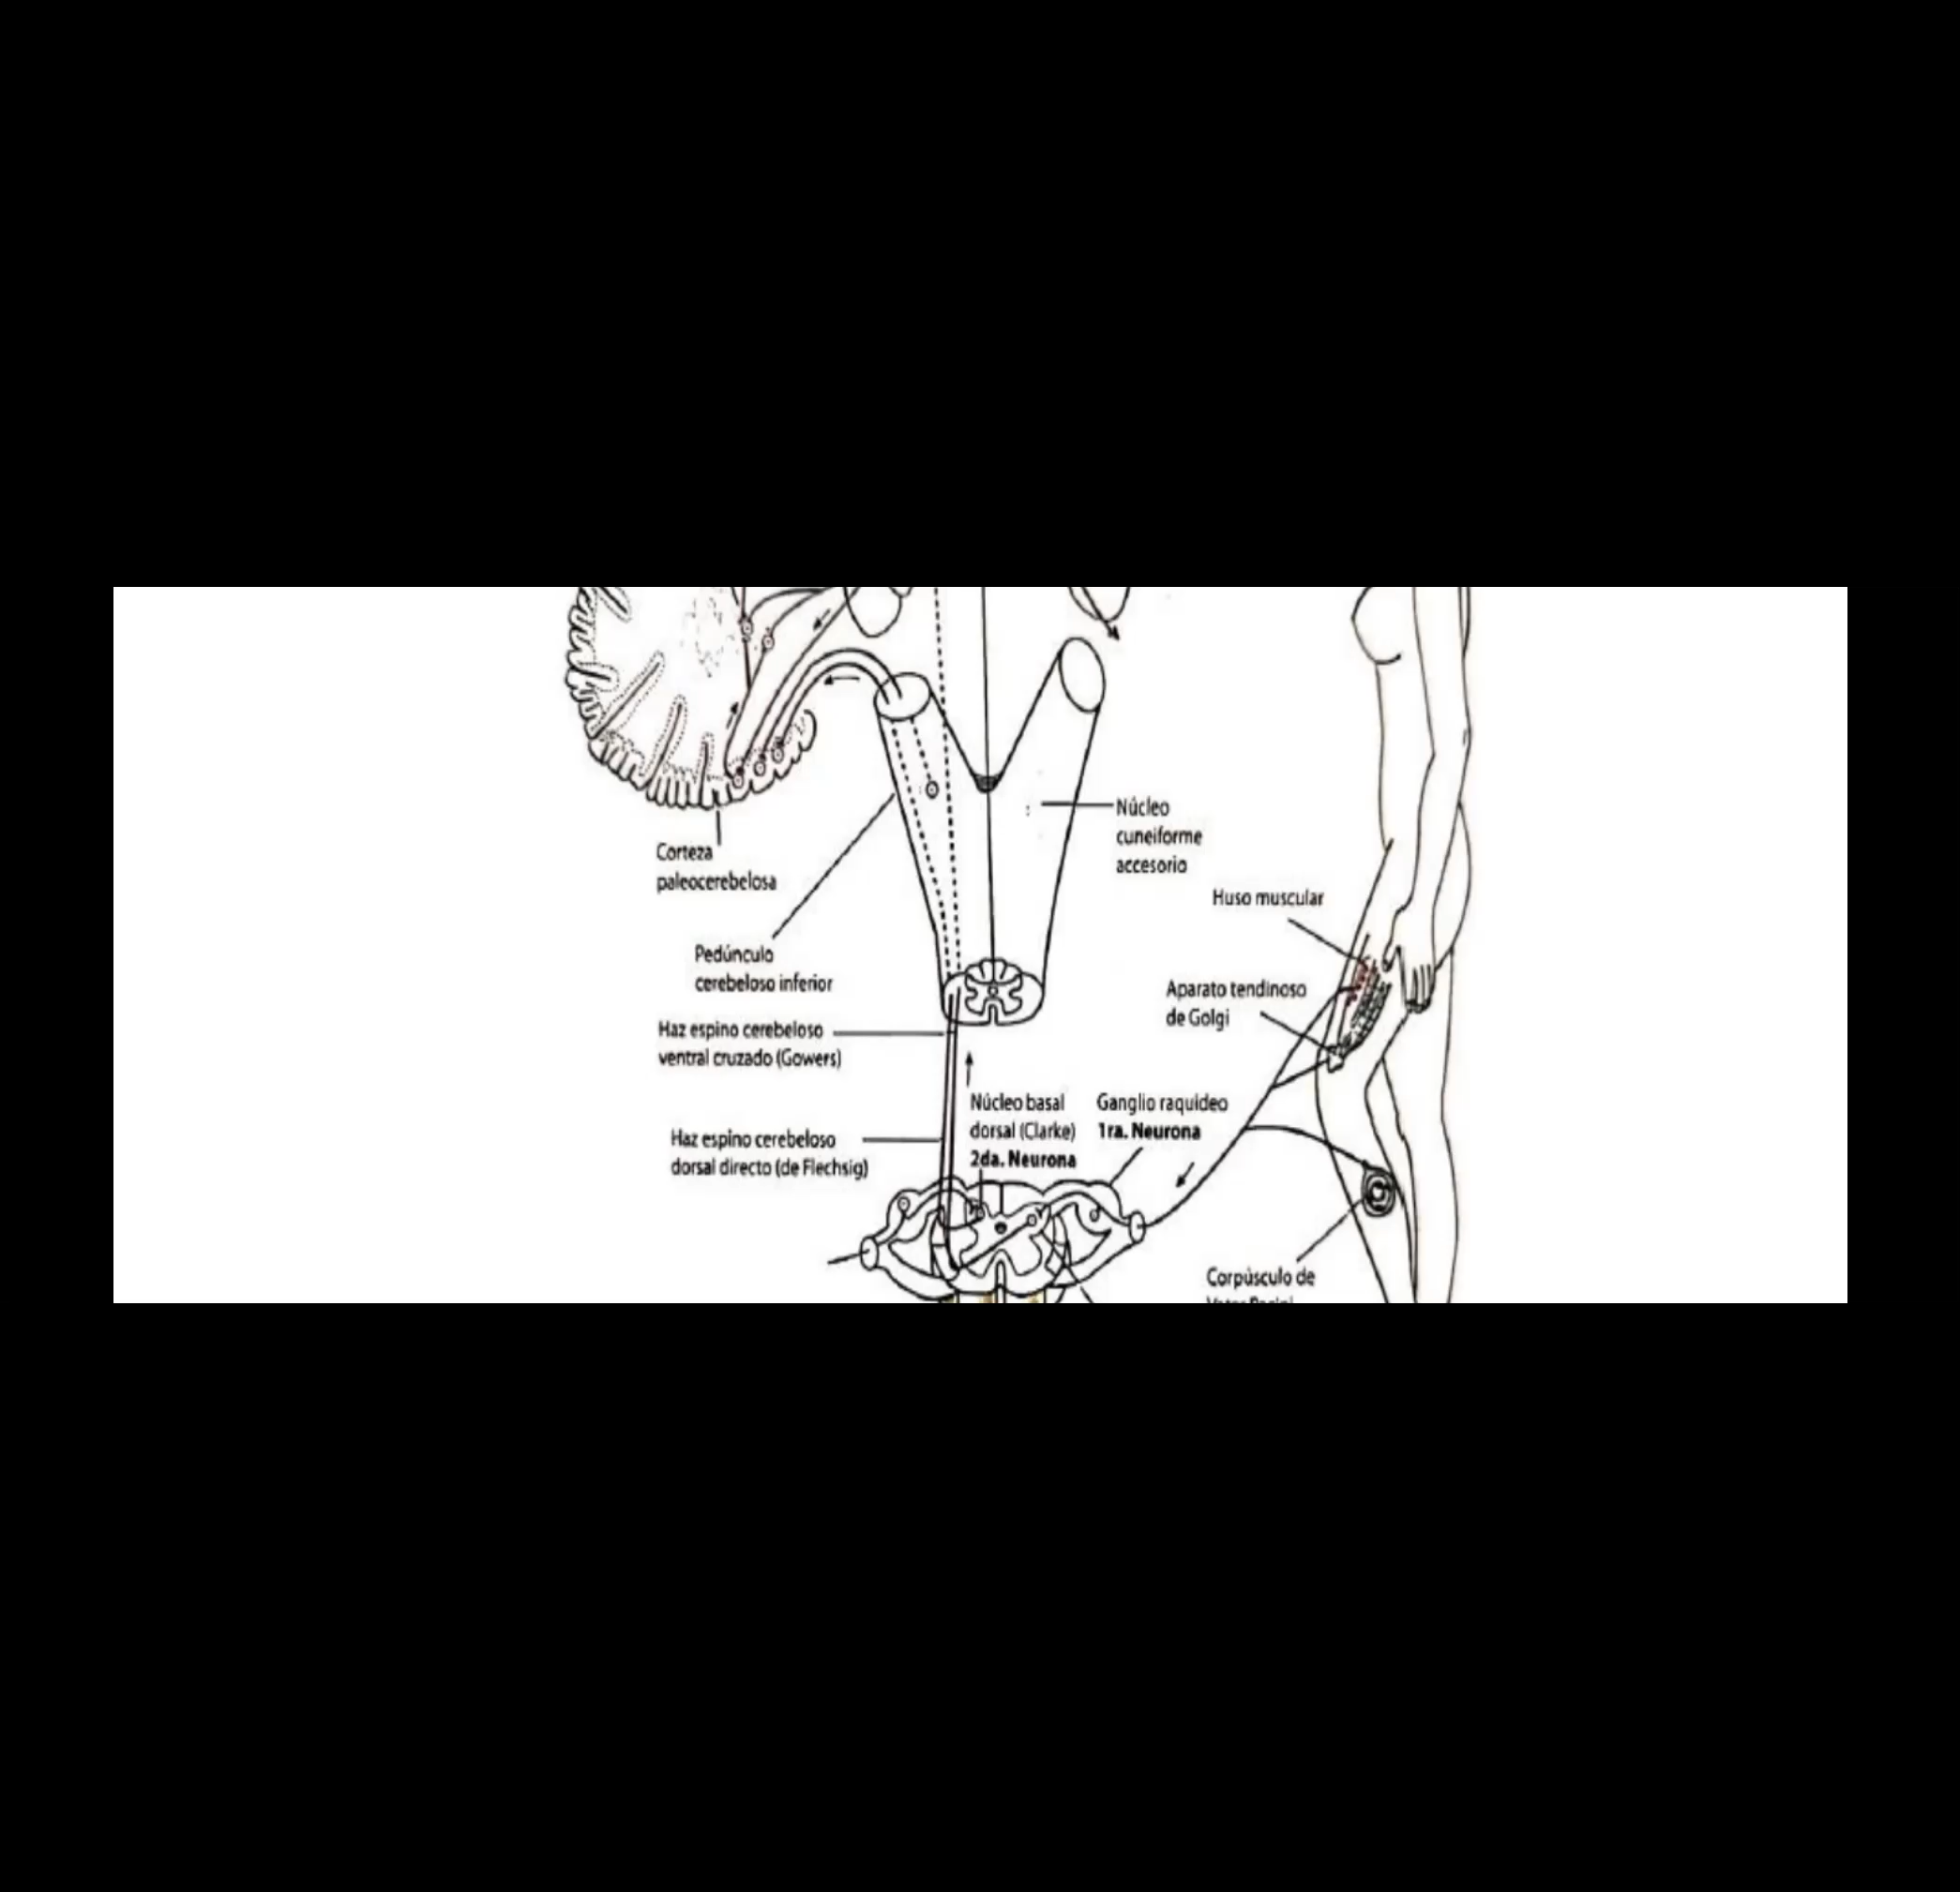 Núcleo
cuneiforme
accesorio
Corteza
paleocerebelosa
Huso muscular
Pedúnculo
cerebeloso inferior
Aparato tendinoso
de Golgi
Haz espino cerebeloso
ventral cruzado (Gowers)
Núcleo basal
dorsal (Clarke)
2da. Neurona
Ganglio raquídeo
1ra. Neurona
Haz espino cerebeloso
dorsal directo (de Flechsig)
Corpúsculo de